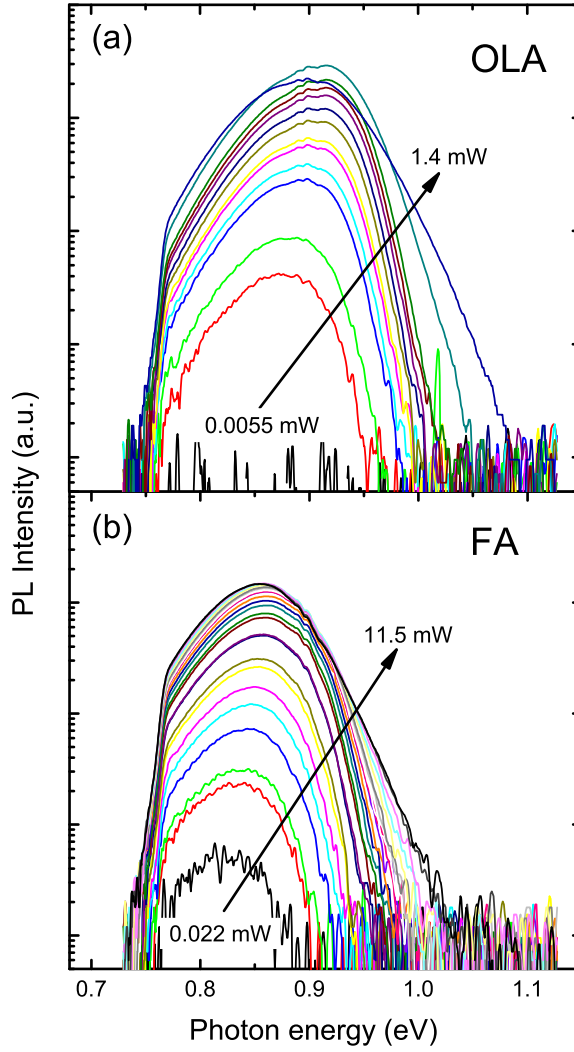 (a)
OLA
1.4 mW
0.0055 mW
PL Intensity (a.u.)
(b)
FA
11.5 mW
0.022 mW
0.7 0.8 0.9 1.0 1.1
Photon energy (eV)